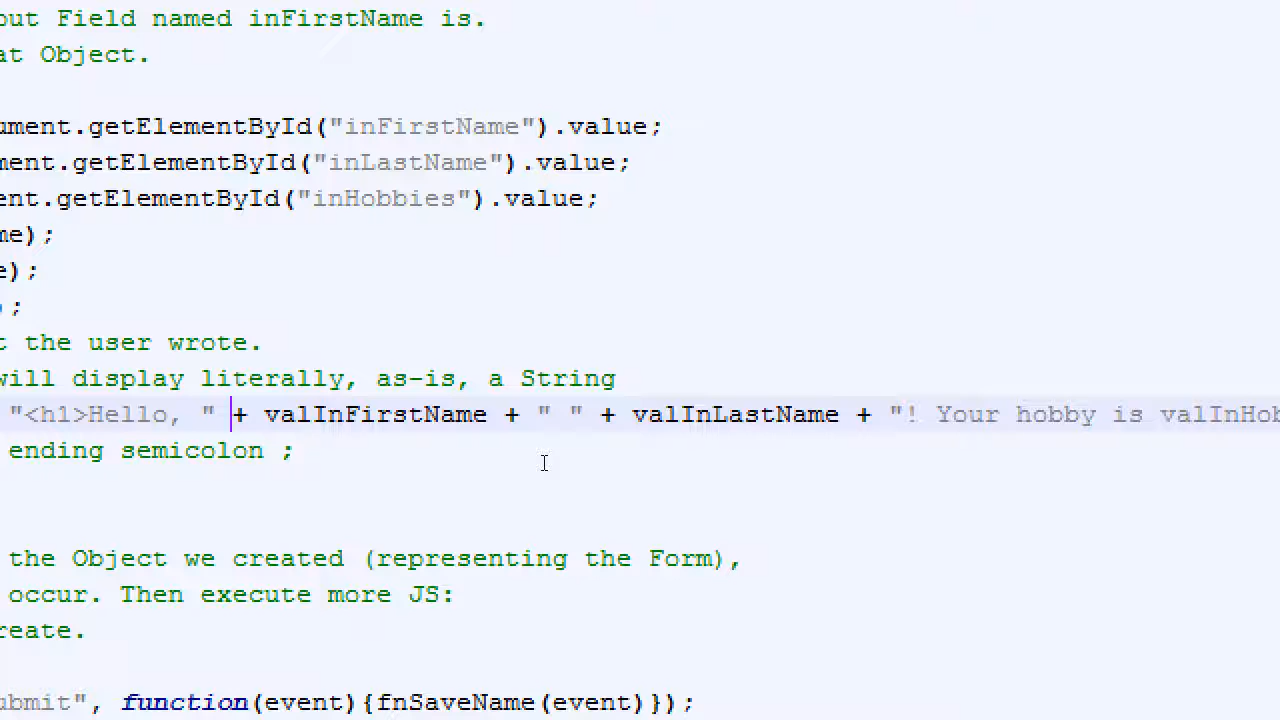 out Field named inFirstName is.
at Object.
ument.getElementById("inFirstName").value;
ment.getElementById("inLastName").value;
ent.getElementById("inHobbies").value;
me);
e);
;
t the user wrote.
will display literally, as-is, a String
"<h1>Hello, " + valInFirstName + " " + valInLastName + "! Your hobby is valInHob
ending semicolon ;
the Object we created (representing the Form),
occur. Then execute more JS:
reate.
ubmit", function(event){fnSaveName(event)});